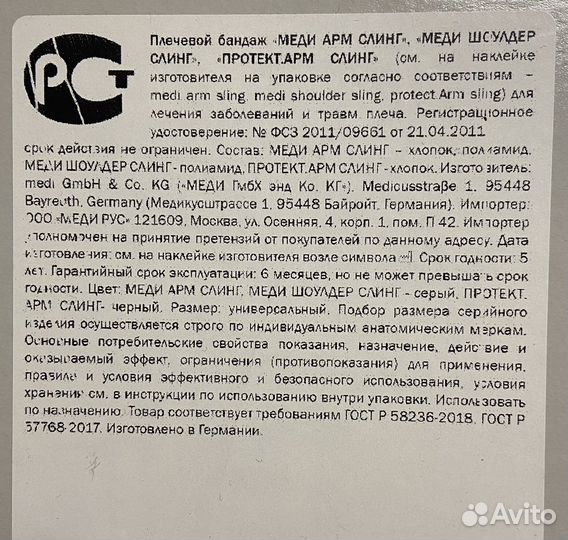 РСТ
Плечевой бандаж «МЕДИ АРМ СЛИНГ», «МЕДИ ШОУЛДЕР
СЛИНГ», «ПРОТЕКТ.АРМ СЛИНГ» (см. на наклейке
изготовителя на упаковке согласно соответствиям –
medi arm sling, medi shoulder sling, protect.Arm sling) для
лечения заболеваний и травм плеча. Регистрационное
удостоверение: № ФСЗ 2011/09661 от 21.04.2011
срок действия не ограничен. Состав: МЕДИ АРМ СЛИНГ – хлопок, полиамид,
МЕДИ ШОУЛДЕР СЛИНГ - полиамид, ПРОТЕКТ.АРМ СЛИНГ - хлопок. Изготовитель:
medi GmbH & Co. KG («МЕДИ ГмбХ энд Ко. КГ»), Medicusstraße 1, 95448
Bayreuth, Germany (Медикусштрассе 1, 95448 Байройт, Германия). Импортер:
ООО «МЕДИ РУС» 121609, Москва, ул. Осенняя, 4, корп. 1, пом. П 42. Импортер
уполномочен на принятие претензий от покупателей по данному адресу. Дата
изготовления: см. на наклейке изготовителя возле символа. Срок годности: 5
лет. Гарантийный срок эксплуатации: 6 месяцев, но не может превышать срок
годности. Цвет: МЕДИ АРМ СЛИНГ, МЕДИ ШОУЛДЕР СЛИНГ - серый, ПРОТЕКТ.
АРМ СЛИНГ- черный. Размер: универсальный. Подбор размера серийного
изделия осуществляется строго по индивидуальным анатомическим меркам.
Основные потребительские свойства показания, назначение, действие и
оказываемый эффект, ограничения (противопоказания) для применения,
правила и условия эффективного и безопасного использования, условия
хранения см. в инструкции по использованию внутри упаковки. Использовать
по назначению. Товар соответствует требованиям ГОСТ Р 58236-2018, ГОСТ Р
57768-2017. Изготовлено в Германии.
Avito